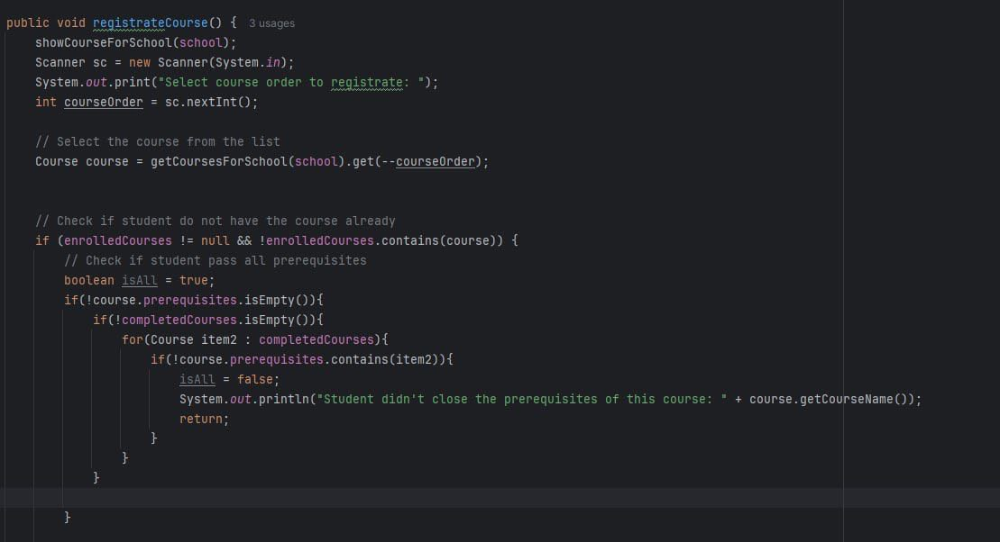 public void registrateCourse() { 3 usages
showCourseForSchool(school);
Scanner sc = new Scanner(System.in);
System.out.print("Select course order to registrate: ");
int courseOrder = sc.nextInt();
// Select the course from the list
Course course = getCoursesForSchool(school).get(--courseOrder);
// Check if student do not have the course already
if (enrolledCourses != null && !enrolledCourses.contains(course)) {
// Check if student pass all prerequisites
boolean isAll = true;
if(!course.prerequisites.isEmpty()){
if(!completedCourses.isEmpty()){
for(Course item2 : completedCourses){
if(!course.prerequisites.contains(item2)){
isAll = false;
System.out.println("Student didn't close the prerequisites of this course: " + course.getCourseName());
return;
}
}
}
}